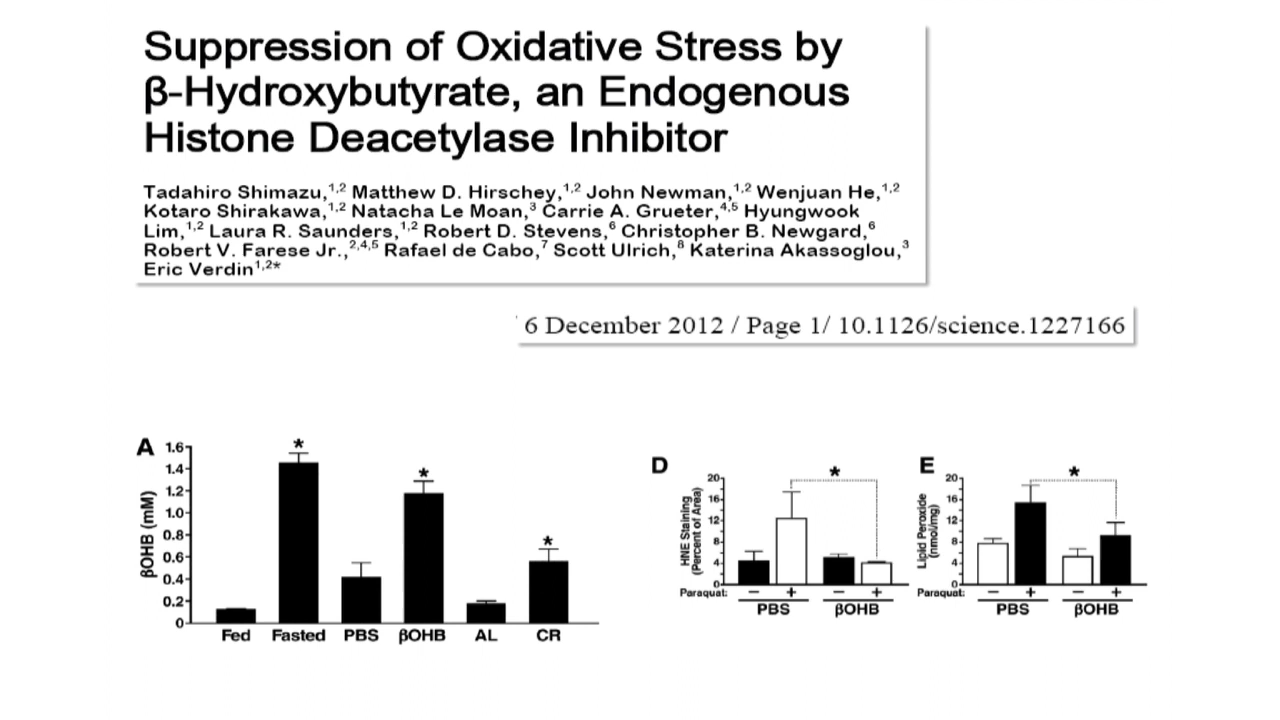 Suppression of Oxidative Stress by
β-Hydroxybutyrate, an Endogenous
Histone Deacetylase Inhibitor
Tadahiro Shimazu,1,2 Matthew D. Hirschey,1,2 John Newman,1,2 Wenjuan He,1,2
Kotaro Shirakawa,1,2 Natacha Le Moan,3 Carrie A. Grueter,4,5 Hyungwook
Lim,1,2 Laura R. Saunders,1,2 Robert D. Stevens,6 Christopher B. Newgard,6
Robert V. Farese Jr.,2,4,5 Rafael de Cabo,7 Scott Ulrich,8 Katerina Akassoglou,3
Eric Verdin1,2*
6 December 2012 / Page 1/ 10.1126/science.1227166
A
βOHB (mM)
1.6
1.4
1.2
1.0
0.8
0.6
0.4
0.2
0
* * *
Fed Fasted PBS βOHB AL CR
D
HNE Staining
(Percent of Area)
20
16
12
8
4
0
*
Paraquat: − + − +
PBS βOHB
E
Lipid Peroxide
(nmol/mg)
20
16
12
8
4
0
*
Paraquat: − + − +
PBS βOHB